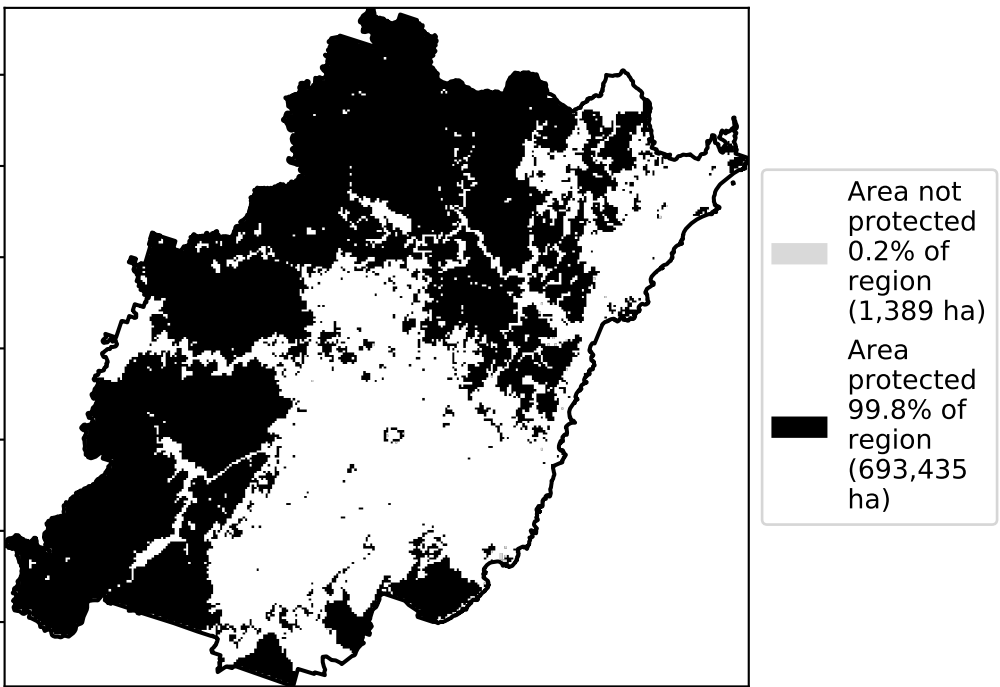 Area not
protected
0.2% of
region
(1,389 ha)
Area
protected
99.8% of
region
(693,435
ha)